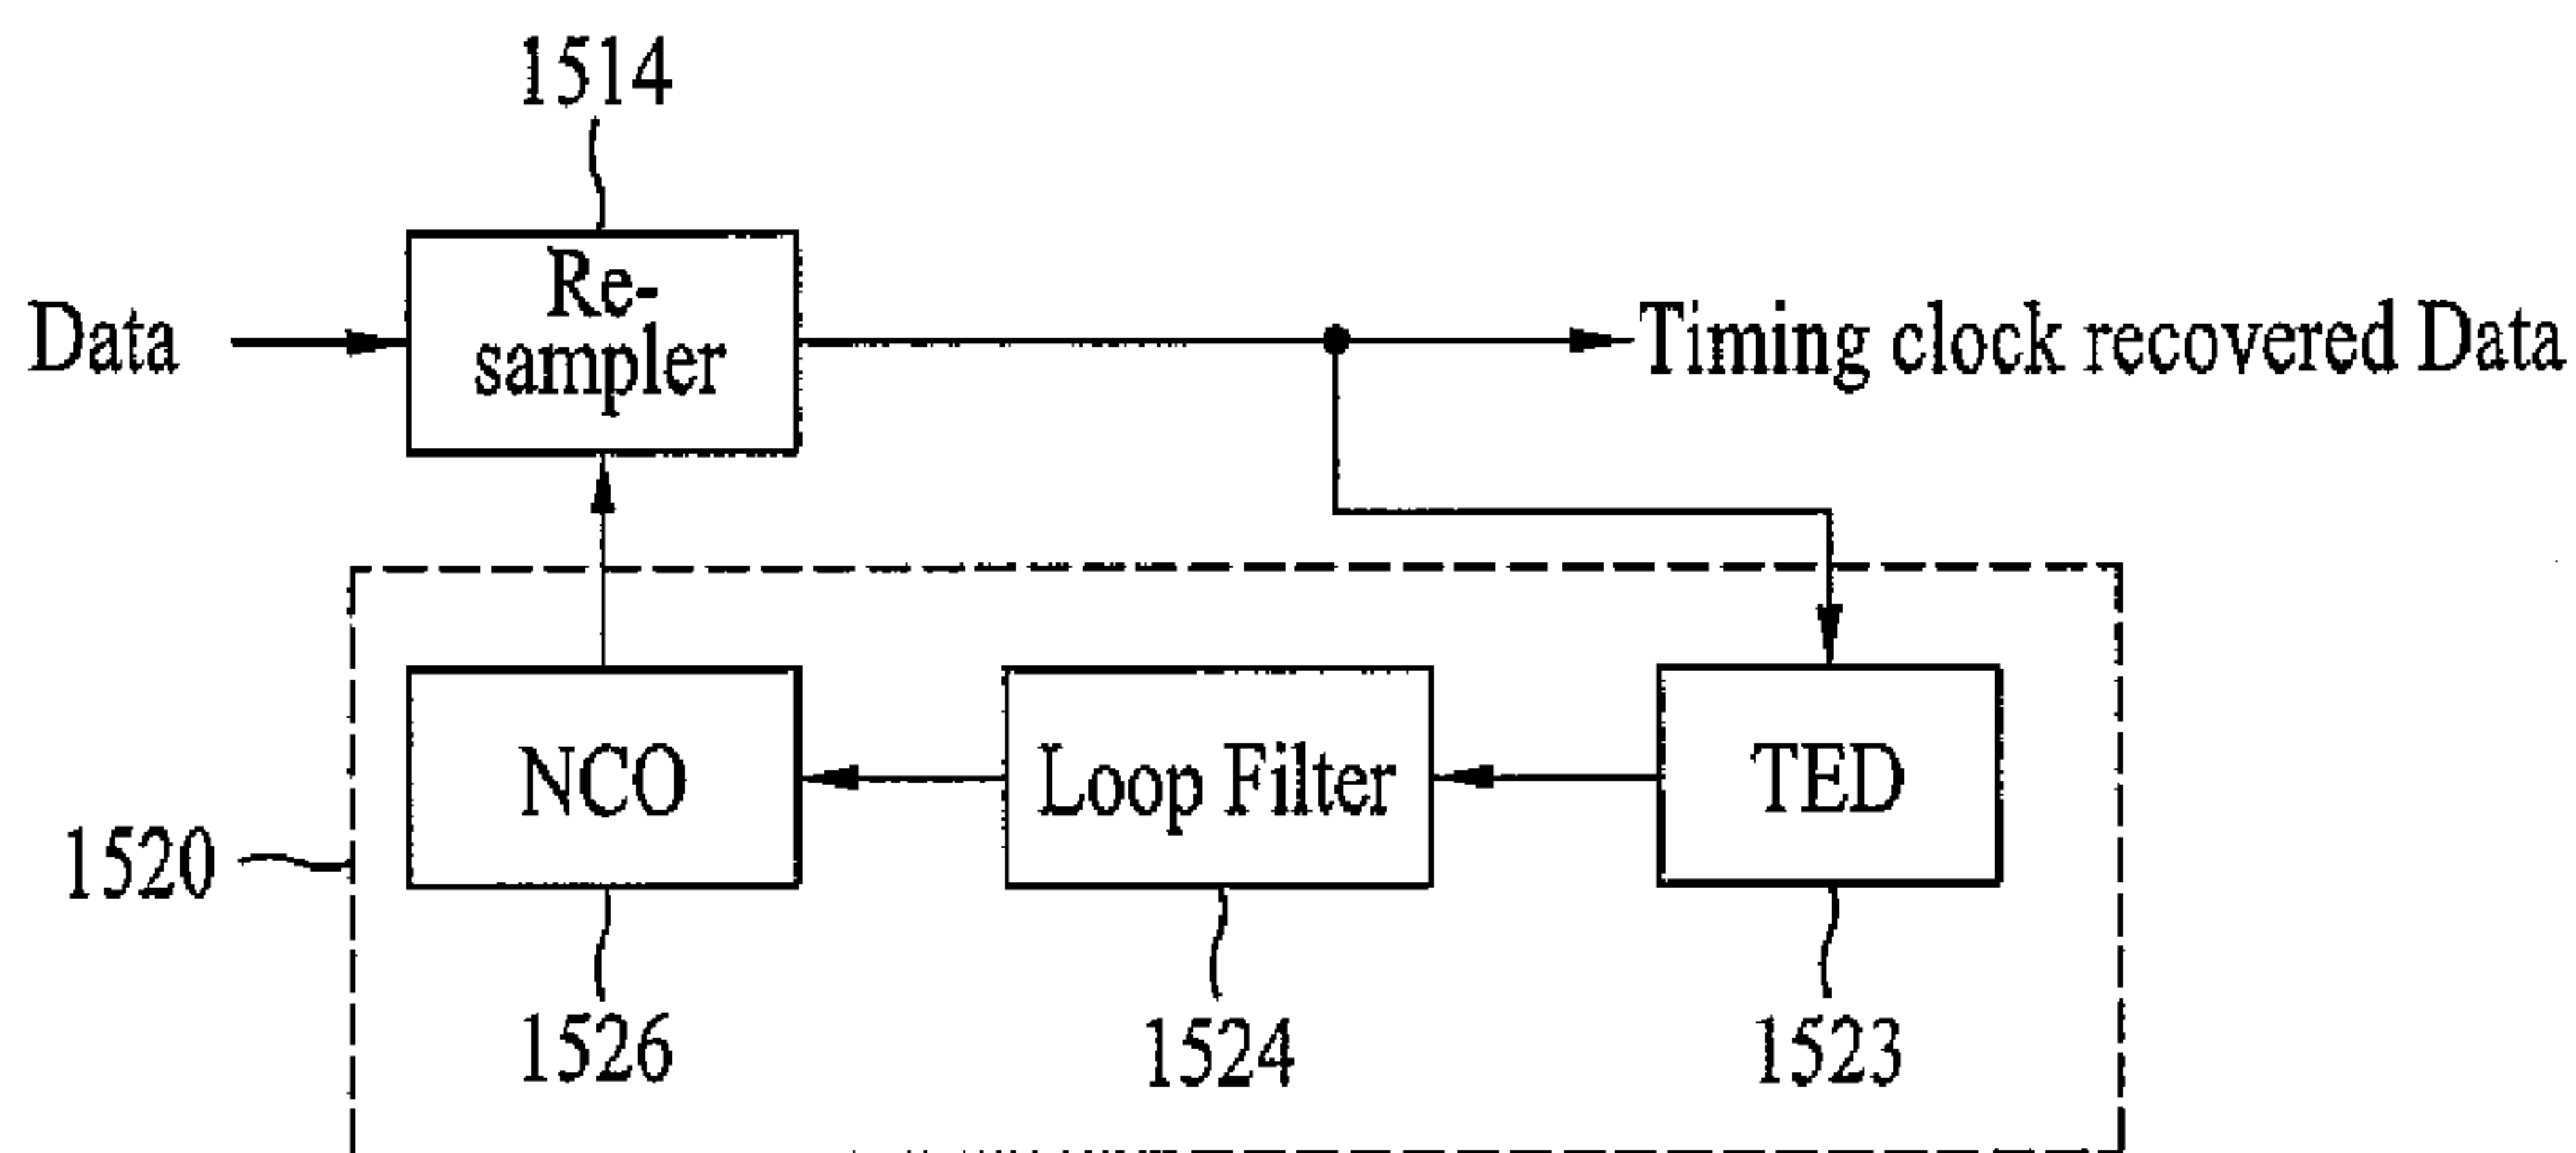 1514
Data
Re-
sampler
Timing clock recovered Data
NCO
Loop Filter
TED
1520
1526
1524
1523